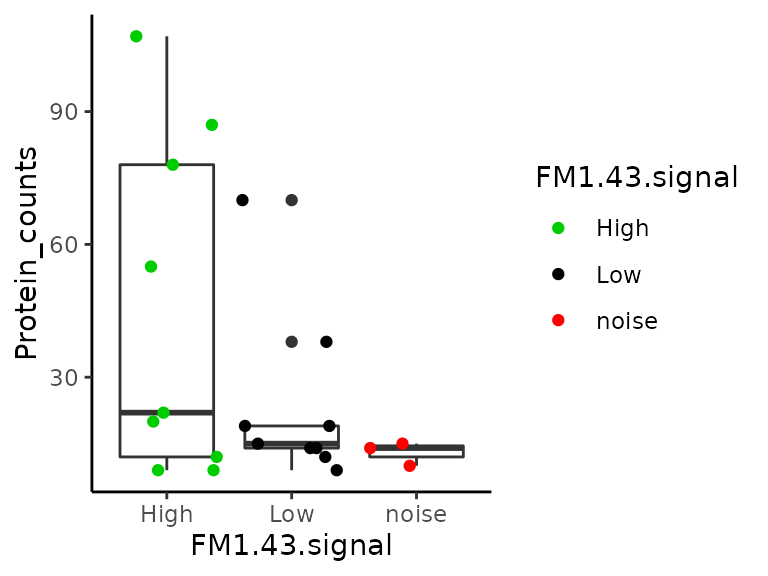 Protein_counts
90
60
30
High
Low
noise
FM1.43.signal
FM1.43.signal
High
Low
noise